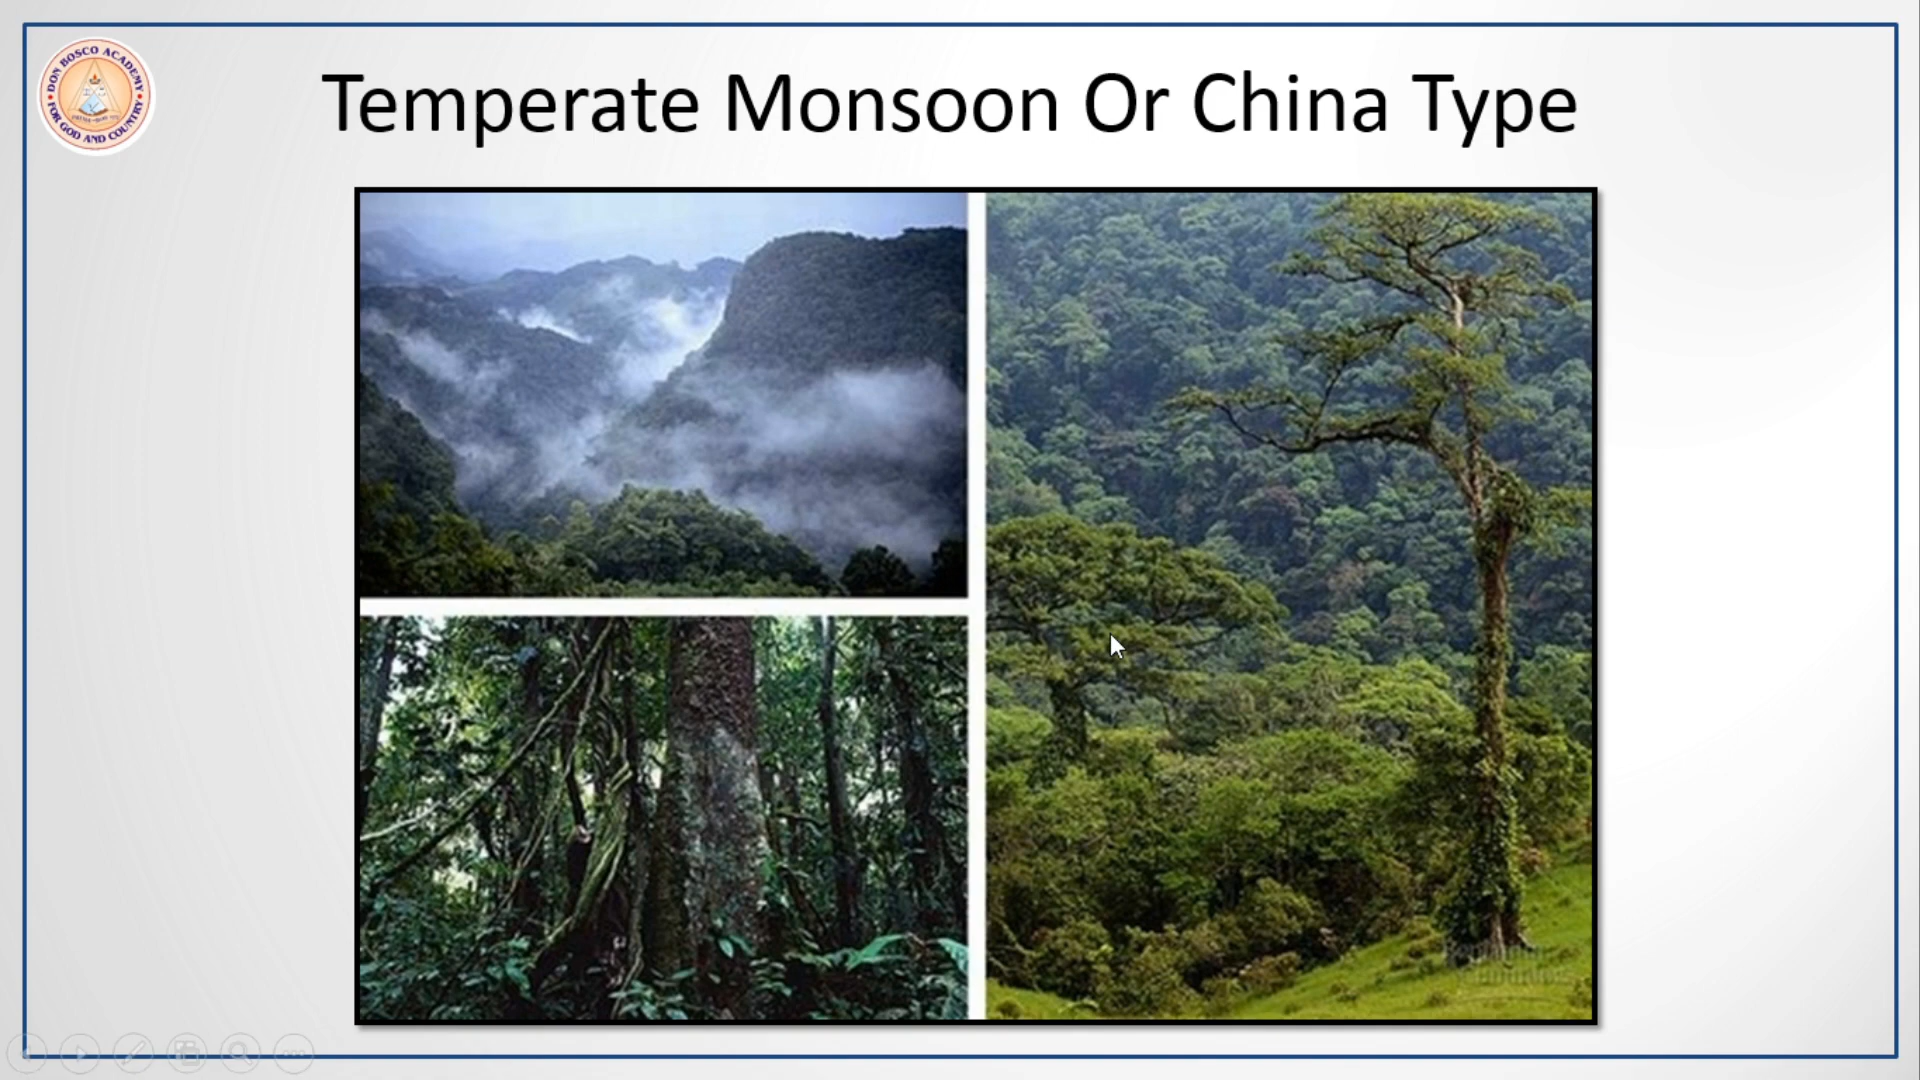 DON BOSCO ACADEMY
FOR GOD AND COUNTRY
Temperate Monsoon Or China Type